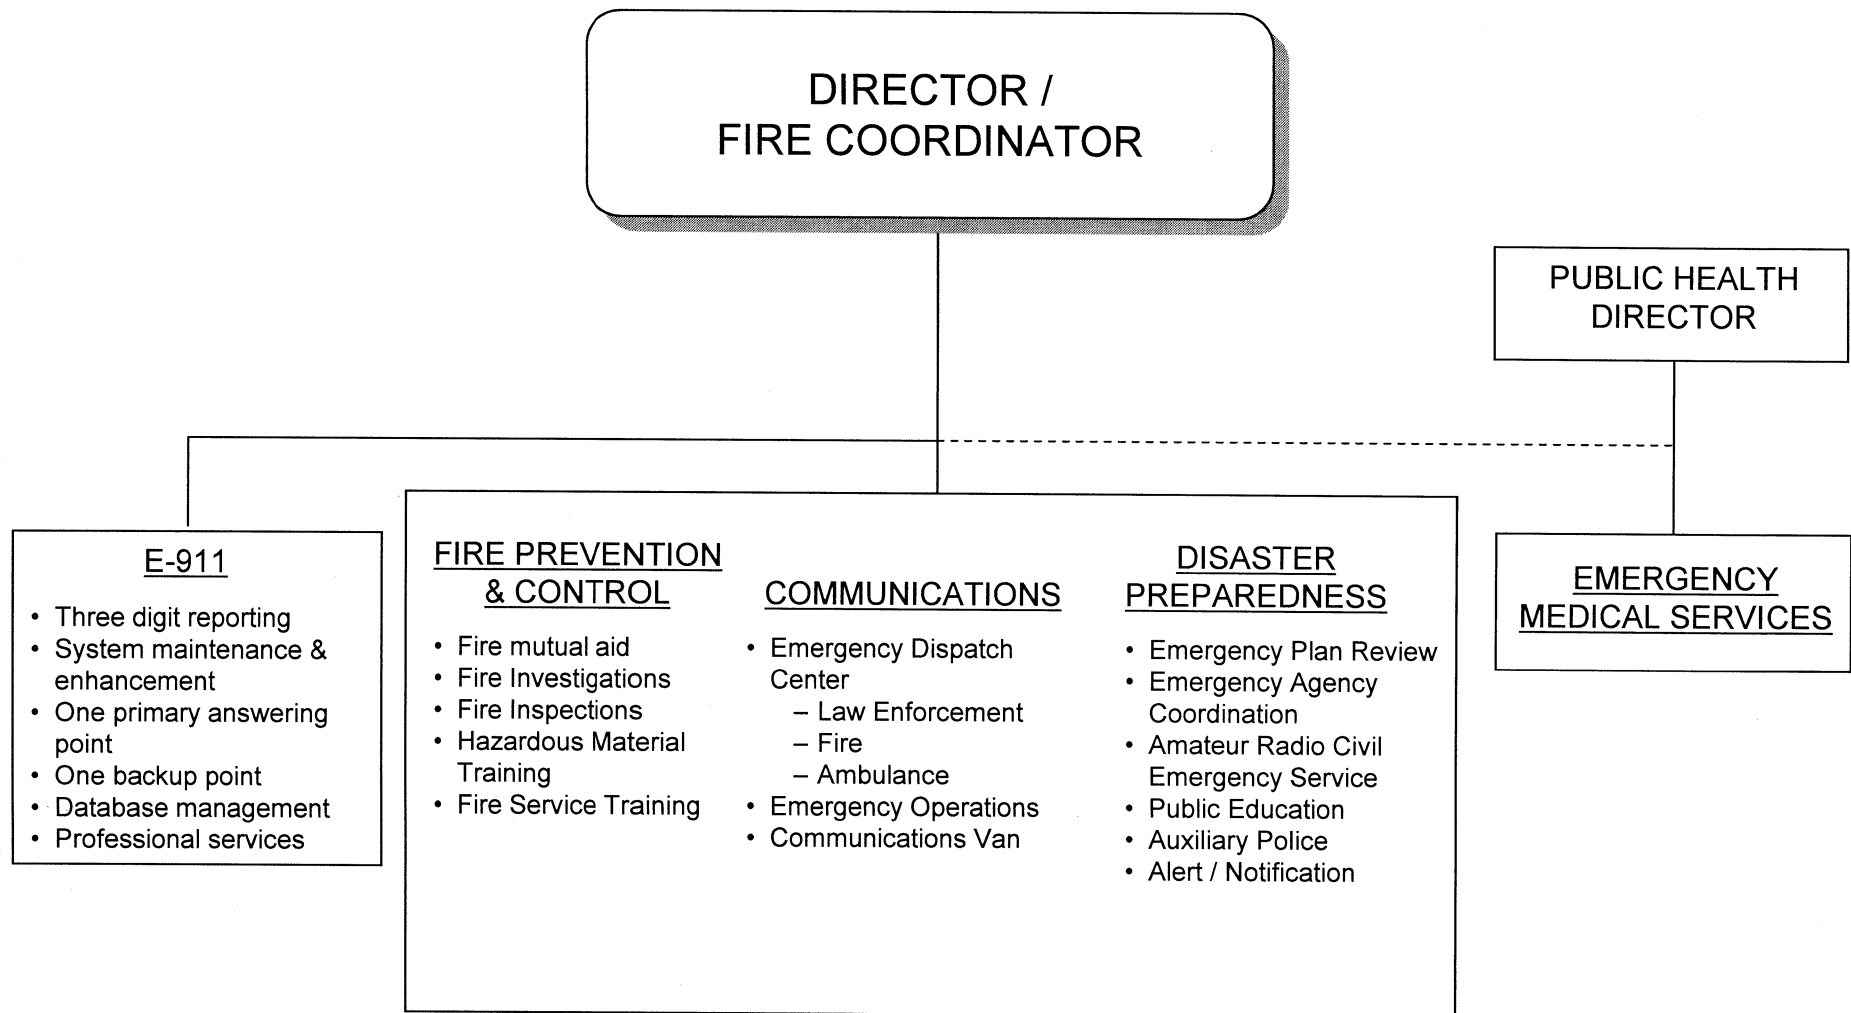 DIRECTOR /
FIRE COORDINATOR
PUBLIC HEALTH
DIRECTOR
E-911
• Three digit reporting
• System maintenance &
enhancement
• One primary answering
point
• One backup point
• Database management
• Professional services
FIRE PREVENTION
& CONTROL
• Fire mutual aid
• Fire Investigations
• Fire Inspections
• Hazardous Material
Training
• Fire Service Training
COMMUNICATIONS
• Emergency Dispatch
Center
– Law Enforcement
– Fire
– Ambulance
• Emergency Operations
• Communications Van
DISASTER
PREPAREDNESS
• Emergency Plan Review
• Emergency Agency
Coordination
• Amateur Radio Civil
Emergency Service
• Public Education
• Auxiliary Police
• Alert / Notification
EMERGENCY
MEDICAL SERVICES